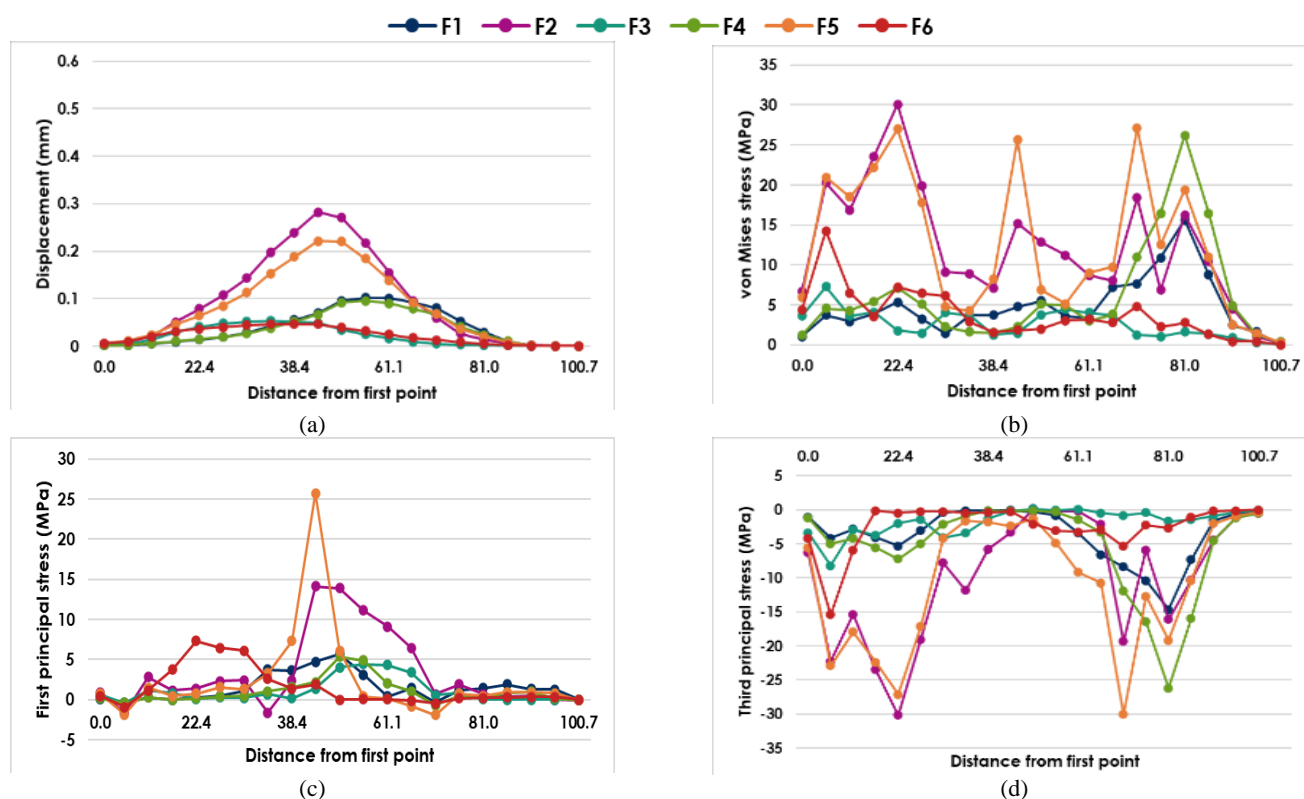 F1 F2 F3 F4 F5 F6
0.6
0.5
0.4
0.3
0.2
0.1
0
Displacement (mm)
0.0 22.4 38.4 61.1 81.0 100.7
Distance from first point
(a)
35
30
25
20
15
10
5
0
von Mises stress (MPa)
0.0 22.4 38.4 61.1 81.0 100.7
Distance from first point
(b)
30
25
20
15
10
5
0
-5
First principal stress (MPa)
0.0 22.4 38.4 61.1 81.0 100.7
Distance from first point
(c)
0.0 22.4 38.4 61.1 81.0 100.7
5
0
-5
-10
-15
-20
-25
-30
-35
Third principal stress (MPa)
Distance from first point
(d)